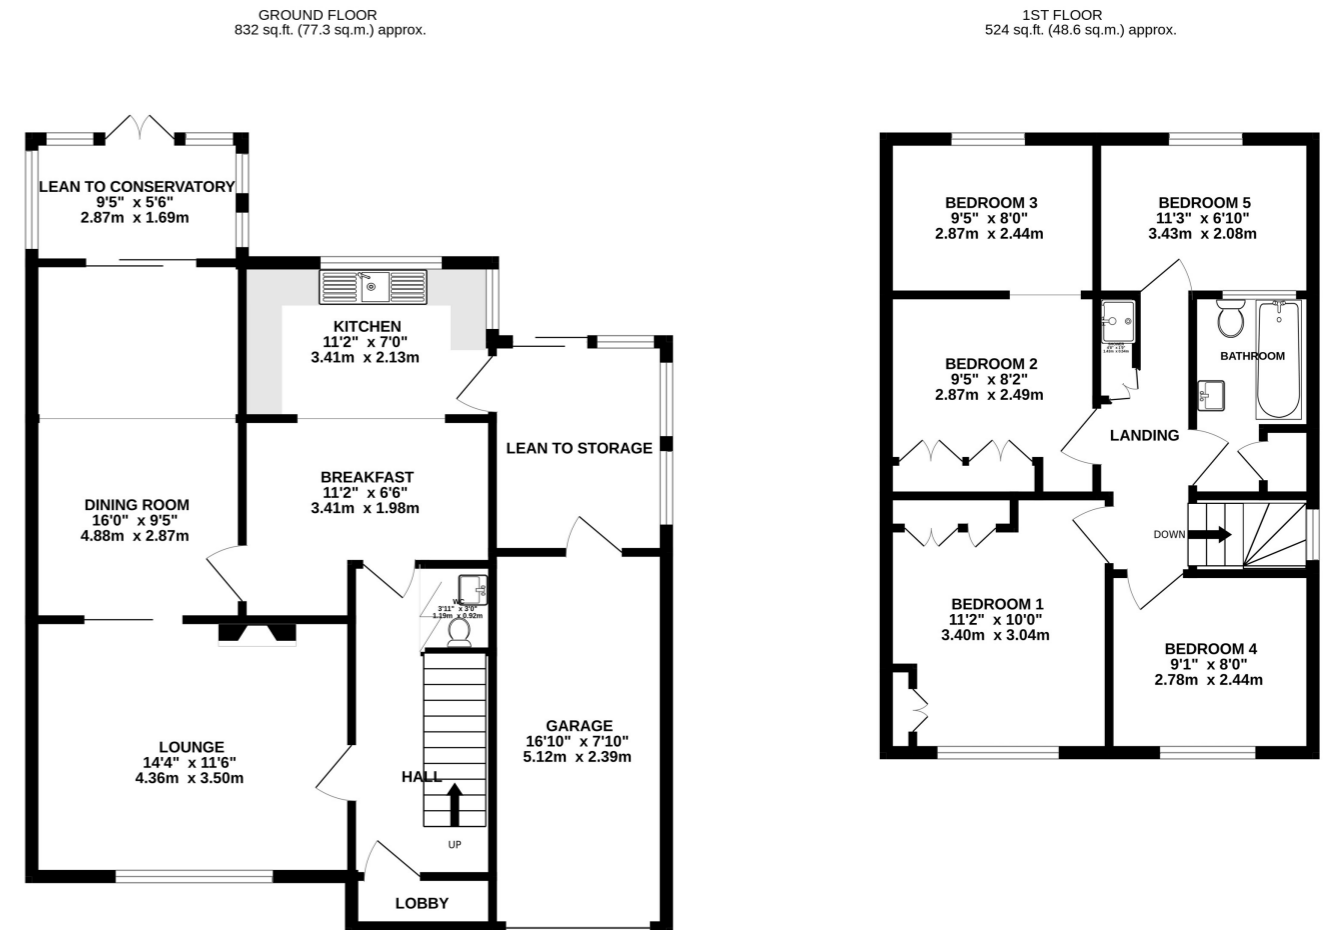 GROUND FLOOR
832 sq.ft. (77.3 sq.m.) approx.
1ST FLOOR
524 sq.ft. (48.6 sq.m.) approx.
LEAN TO CONSERVATORY
9'5" x 5'6"
2.87m x 1.69m
KITCHEN
11'2" x 7'0"
3.41m x 2.13m
LEAN TO STORAGE
BREAKFAST
11'2" x 6'6"
3.41m x 1.98m
DINING ROOM
16'0" x 9'5"
4.88m x 2.87m
WC
3'11" x 3'0"
1.19m x 0.92m
LOUNGE
14'4" x 11'6"
4.36m x 3.50m
HALL
UP
GARAGE
16'10" x 7'10"
5.12m x 2.39m
LOBBY
BEDROOM 3
9'5" x 8'0"
2.87m x 2.44m
BEDROOM 5
11'3" x 6'10"
3.43m x 2.08m
BEDROOM 2
9'5" x 8'2"
2.87m x 2.49m
BATHROOM
LANDING
DOWN
BEDROOM 1
11'2" x 10'0"
3.40m x 3.04m
BEDROOM 4
9'1" x 8'0"
2.78m x 2.44m